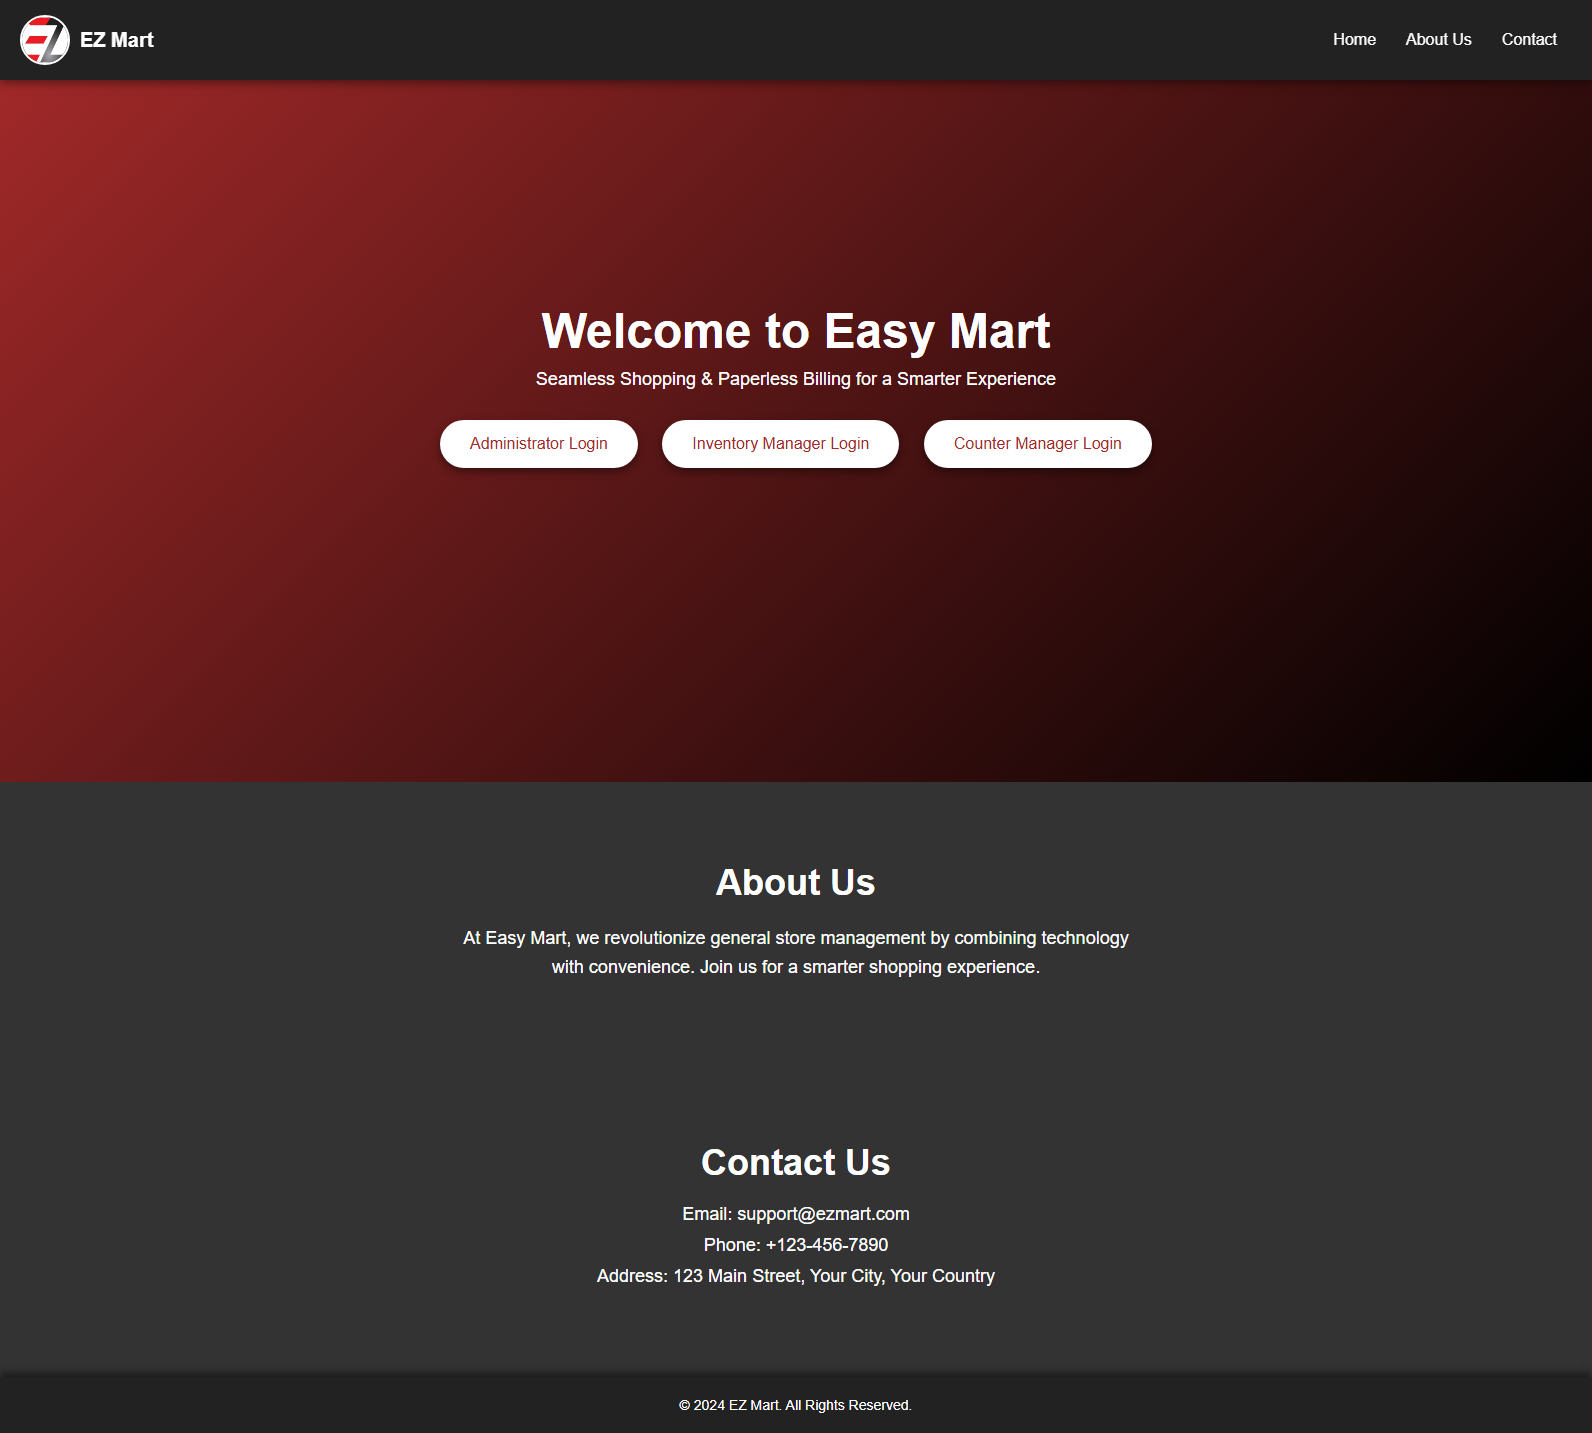 EZ
EZ Mart
Home
About Us
Contact
Welcome to Easy Mart
Seamless Shopping & Paperless Billing for a Smarter Experience
Administrator Login
Inventory Manager Login
Counter Manager Login
About Us
At Easy Mart, we revolutionize general store management by combining technology
with convenience. Join us for a smarter shopping experience.
Contact Us
Email: support@ezmart.com
Phone: +123-456-7890
Address: 123 Main Street, Your City, Your Country
© 2024 EZ Mart. All Rights Reserved.